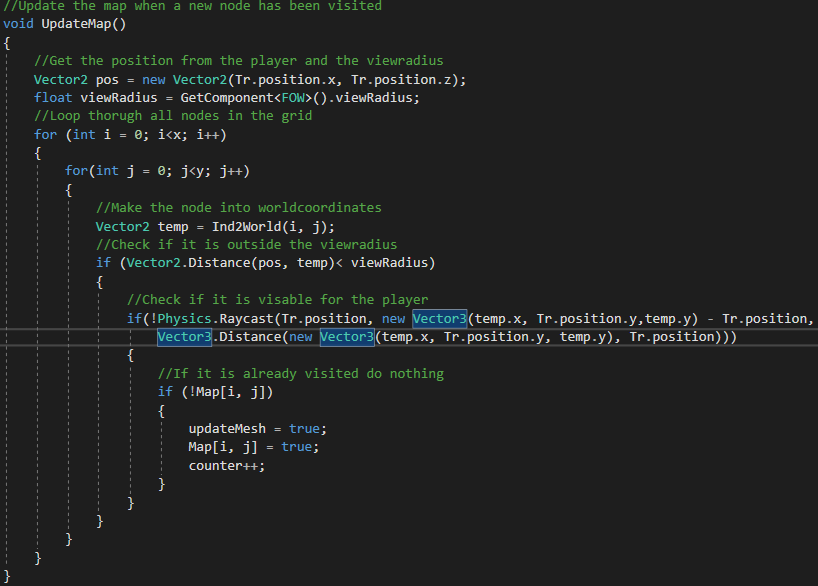 //Update the map when a new node has been visited
void UpdateMap()
{
//Get the position from the player and the viewradius
Vector2 pos = new Vector2(Tr.position.x, Tr.position.z);
float viewRadius = GetComponent<FOW>().viewRadius;
//Loop thorugh all nodes in the grid
for (int i = 0; i<x; i++)
{
for(int j = 0; j<y; j++)
{
//Make the node into worldcoordinates
Vector2 temp = Ind2World(i, j);
//Check if it is outside the viewradius
if (Vector2.Distance(pos, temp)< viewRadius)
{
//Check if it is visable for the player
if(!Physics.Raycast(Tr.position, new Vector3(temp.x, Tr.position.y,temp.y) - Tr.position,
Vector3.Distance(new Vector3(temp.x, Tr.position.y, temp.y), Tr.position)))
{
//If it is already visited do nothing
if (!Map[i, j])
{
updateMesh = true;
Map[i, j] = true;
counter++;
}
}
}
}
}
}